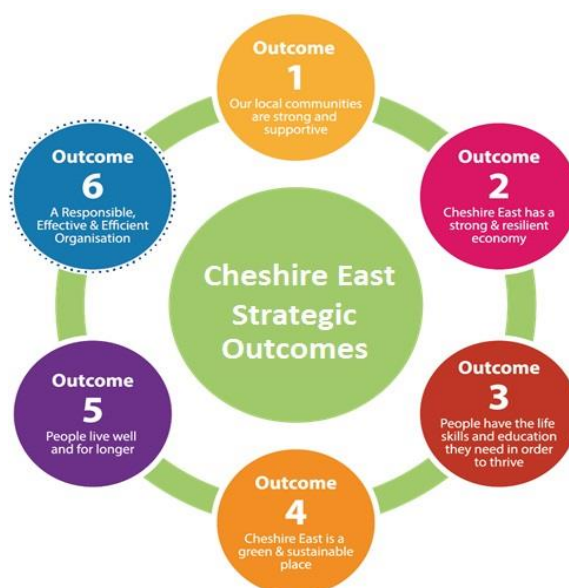 Outcome
1
Our local communities
are strong and
supportive
Outcome
2
Cheshire East has a
strong & resilient
economy
Outcome
3
People have the life
skills and education
they need in order
to thrive
Outcome
4
Cheshire East is a
green & sustainable
place
Outcome
5
People live well
and for longer
Outcome
6
A Responsible,
Effective & Efficient
Organisation
Cheshire East
Strategic
Outcomes